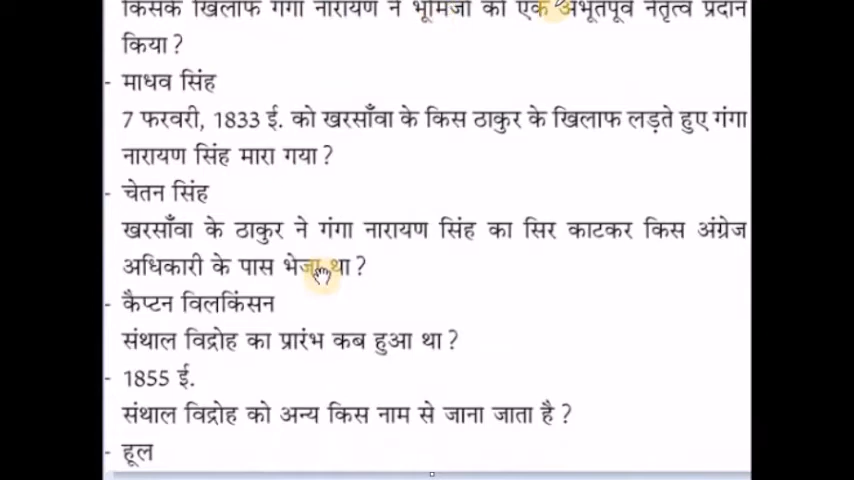 किसके खिलाफ गंगा नारायण ने भूमिजों को एक अभूतपूर्व नेतृत्व प्रदान
किया?
- माधव सिंह
7 फरवरी, 1833 ई. को खरसाँवा के किस ठाकुर के खिलाफ लड़ते हुए गंगा
नारायण सिंह मारा गया?
- चेतन सिंह
खरसाँवा के ठाकुर ने गंगा नारायण सिंह का सिर काटकर किस अंग्रेज
अधिकारी के पास भेजा था?
- कैप्टन विलकिंसन
संथाल विद्रोह का प्रारंभ कब हुआ था?
- 1855 ई.
संथाल विद्रोह को अन्य किस नाम से जाना जाता है?
- हूल